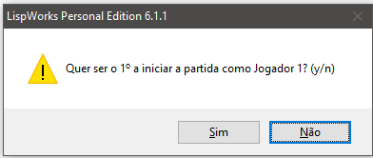 LispWorks Personal Edition 6.1.1
Quer ser o 1º a iniciar a partida como Jogador 1? (y/n)
Sim
Não